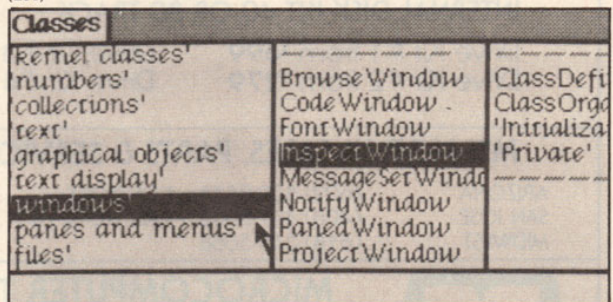 Classes
'kernel classes'
'numbers'
'collections'
'text'
'graphical objects'
'text display'
'windows'
'panes and menus'
'files'
BrowseWindow
CodeWindow
FontWindow
InspectWindow
MessageSetWindo
NotifyWindow
PanedWindow
ProjectWindow
ClassDefi
ClassOrga
'Initializa
'Private'